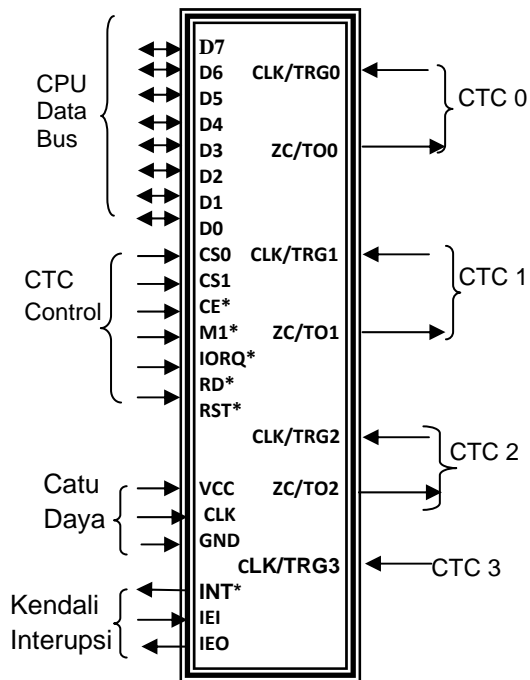 CPU
Data
Bus
D7
D6
D5
D4
D3
D2
D1
D0
CTC
Control
CS0
CS1
CE*
M1*
IORQ*
RD*
RST*
Catu
Daya
VCC
CLK
GND
Kendali
Interupsi
INT*
IEI
IEO
CLK/TRG0
ZC/TO0
CTC 0
CLK/TRG1
ZC/TO1
CTC 1
CLK/TRG2
ZC/TO2
CTC 2
cLK/TRG3
CTC 3